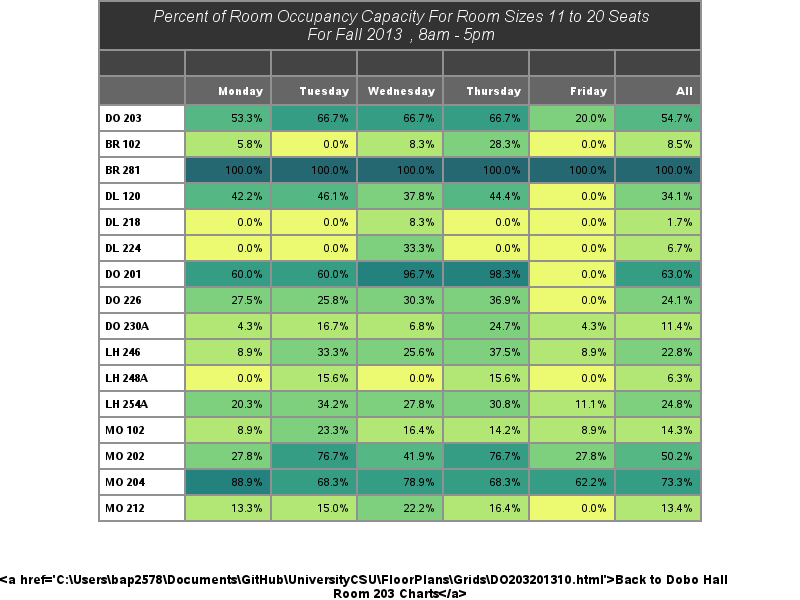 Percent of Room Occupancy Capacity For Room Sizes 11 to 20 Seats
For Fall 2013 , 8am - 5pm
Monday Tuesday Wednesday Thursday Friday All
DO 203 53.3% 66.7% 66.7% 66.7% 20.0% 54.7%
BR 102 5.8% 0.0% 8.3% 28.3% 0.0% 8.5%
BR 281 100.0% 100.0% 100.0% 100.0% 100.0% 100.0%
DL 120 42.2% 46.1% 37.8% 44.4% 0.0% 34.1%
DL 218 0.0% 0.0% 8.3% 0.0% 0.0% 1.7%
DL 224 0.0% 0.0% 33.3% 0.0% 0.0% 6.7%
DO 201 60.0% 60.0% 96.7% 98.3% 0.0% 63.0%
DO 226 27.5% 25.8% 30.3% 36.9% 0.0% 24.1%
DO 230A 4.3% 16.7% 6.8% 24.7% 4.3% 11.4%
LH 246 8.9% 33.3% 25.6% 37.5% 8.9% 22.8%
LH 248A 0.0% 15.6% 0.0% 15.6% 0.0% 6.3%
LH 254A 20.3% 34.2% 27.8% 30.8% 11.1% 24.8%
MO 102 8.9% 23.3% 16.4% 14.2% 8.9% 14.3%
MO 202 27.8% 76.7% 41.9% 76.7% 27.8% 50.2%
MO 204 88.9% 68.3% 78.9% 68.3% 62.2% 73.3%
MO 212 13.3% 15.0% 22.2% 16.4% 0.0% 13.4%
<a href='C:\Users\bap2578\Documents\GitHub\UniversityCSU\FloorPlans\Grids\DO203201310.html'>Back to Dobo Hall
Room 203 Charts</a>